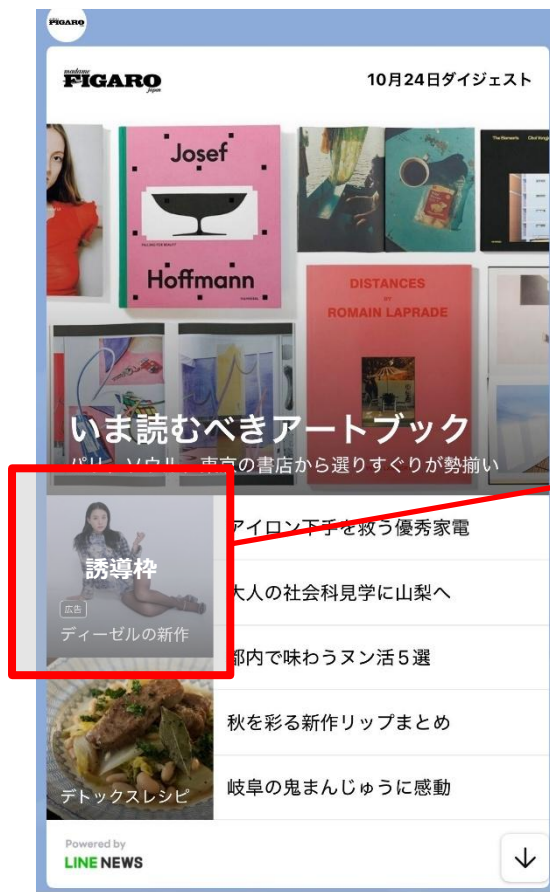 FIGARO
madame
FIGARO
japon
10月24日ダイジェスト
Josef
Hoffmann
The Elements
DISTANCES
BY
ROMAIN LAPRADE
いま読むべきアートブック
パリ、ソウル、東京の書店から選りすぐりが勢揃い
誘導枠
広告
ディーゼルの新作
アイロン下手を救う優秀家電
大人の社会科見学に山梨へ
都内で味わうヌン活5選
デトックスレシピ
秋を彩る新作リップまとめ
岐阜の鬼まんじゅうに感動
Powered by
LINE NEWS